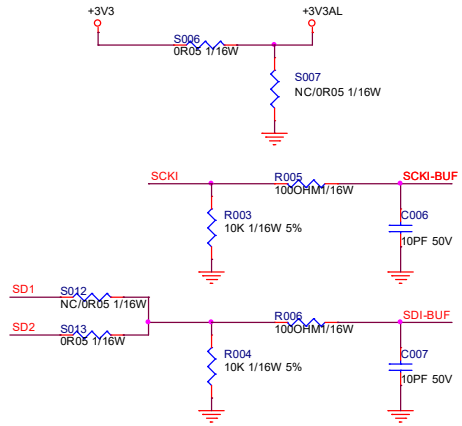 +3V3
+3V3AL
S006
0R05 1/16W
S007
NC/0R05 1/16W
SCKI
R005
100OHM1/16W
SCKI-BUF
R003
10K 1/16W 5%
C006
10PF 50V
SD1
S012
NC/0R05 1/16W
SD2
S013
0R05 1/16W
R006
100OHM1/16W
SDI-BUF
R004
10K 1/16W 5%
C007
10PF 50V